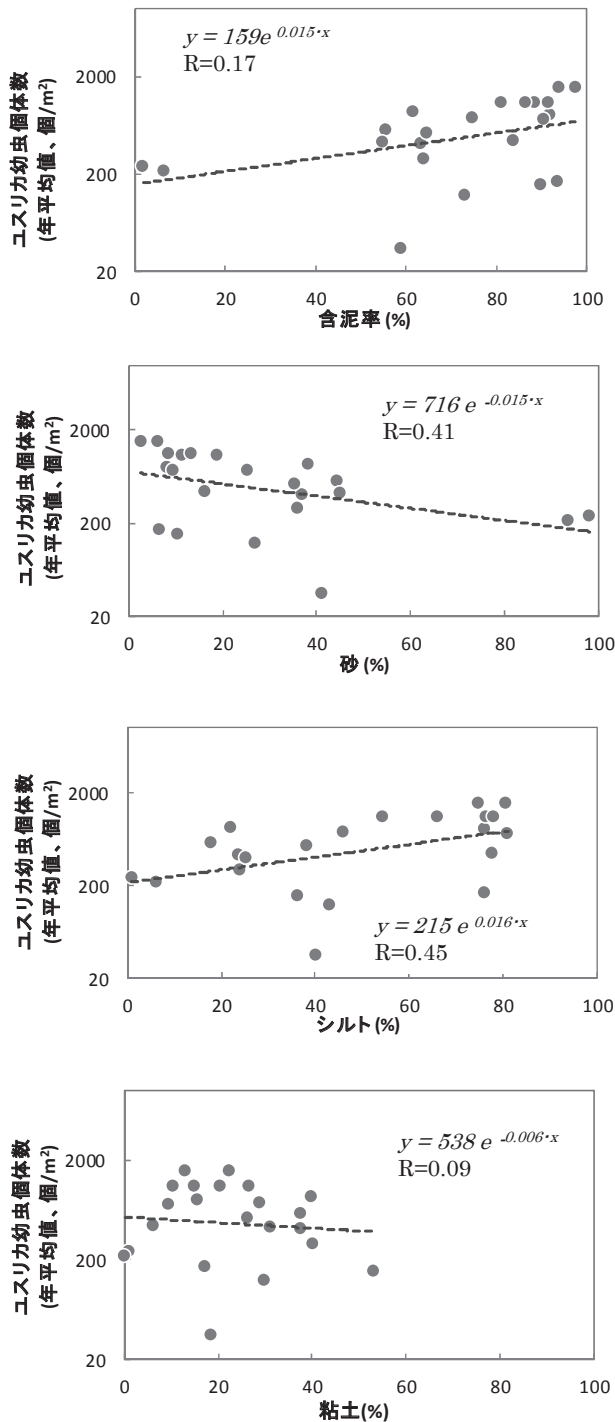 y = 159e 0.015・x
R=0.17
2000
200
20
0
20
40
60
80
100
ユスリカ幼虫個体数
(年平均値、個/m²)
含泥率(%)
y = 716 e -0.015・x
R=0.41
2000
200
20
0
20
40
60
80
100
ユスリカ幼虫個体数
(年平均値、個/m²)
砂(%)
2000
200
20
0
20
40
60
80
100
ユスリカ幼虫個体数
(年平均値、個/m²)
y = 215 e 0.016・x
R=0.45
シルト(%)
y = 538 e -0.006・x
R=0.09
2000
200
20
0
20
40
60
80
100
ユスリカ幼虫個体数
(年平均値、個/m²)
粘土(%)